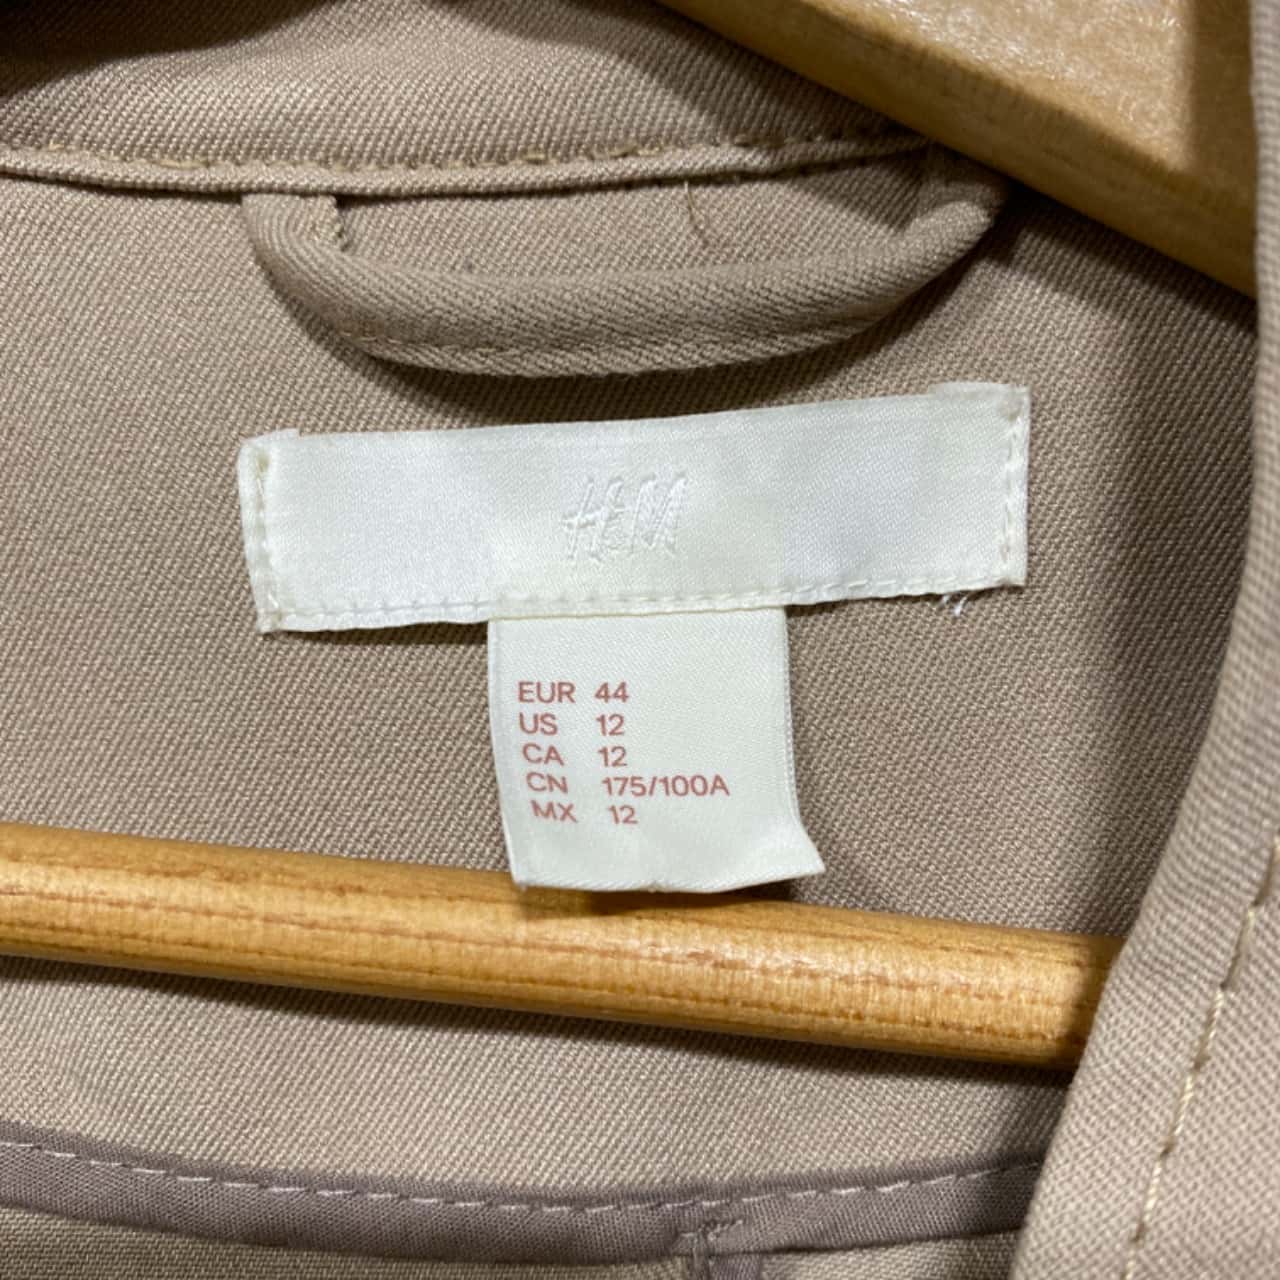 H&M
EUR 44
US 12
CA 12
CN 175/100A
MX 12